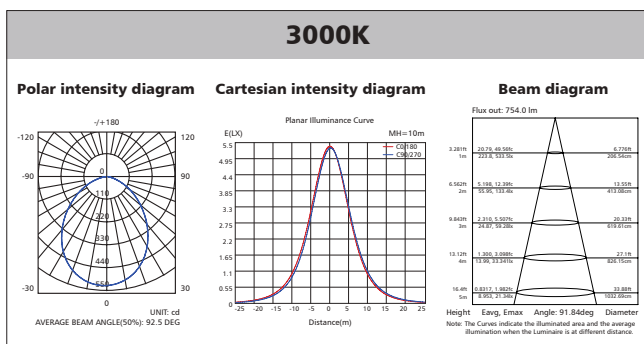 3000K
Polar intensity diagram
-/+180
-120
120
-90
90
0
110
220
330
440
550
-30
30
0
UNIT: cd
AVERAGE BEAM ANGLE(50%): 92.5 DEG
Cartesian intensity diagram
Planar Illuminance Curve
E(LX)
MH=10m
C0/180
C90/270
5.5
4.95
4.4
3.85
3.3
2.75
2.2
1.65
1.1
0.55
0
-25 -20 -15 -10 -5 0 5 10 15 20 25
Distance(m)
Beam diagram
Flux out: 754.0 lm
3.281ft 20.79, 49.56fc 6.776ft
1m 223.8, 533.5lx 206.54cm
6.562ft 5.198, 12.39fc 13.55ft
2m 55.95, 133.4lx 413.08cm
9.843ft 2.310, 5.507fc 20.33ft
3m 24.87, 59.28lx 619.61cm
13.12ft 1.300, 3.098fc 27.1ft
4m 13.99, 33.341lx 826.15cm
16.4ft 0.8317, 1.982fc 33.88ft
5m 8.953, 21.34lx 1032.69cm
Height Eavg, Emax Angle: 91.84deg Diameter
Note: The Curves indicate the illuminated area and the average
illumination when the Luminaire is at different distance.